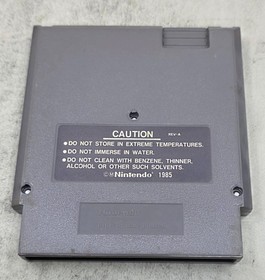 CAUTION REV-A
●DO NOT STORE IN EXTREME TEMPERATURES.
●DO NOT IMMERSE IN WATER.
●DO NOT CLEAN WITH BENZENE, THINNER,
ALCOHOL OR OTHER SUCH SOLVENTS.
©Nintendo 1985